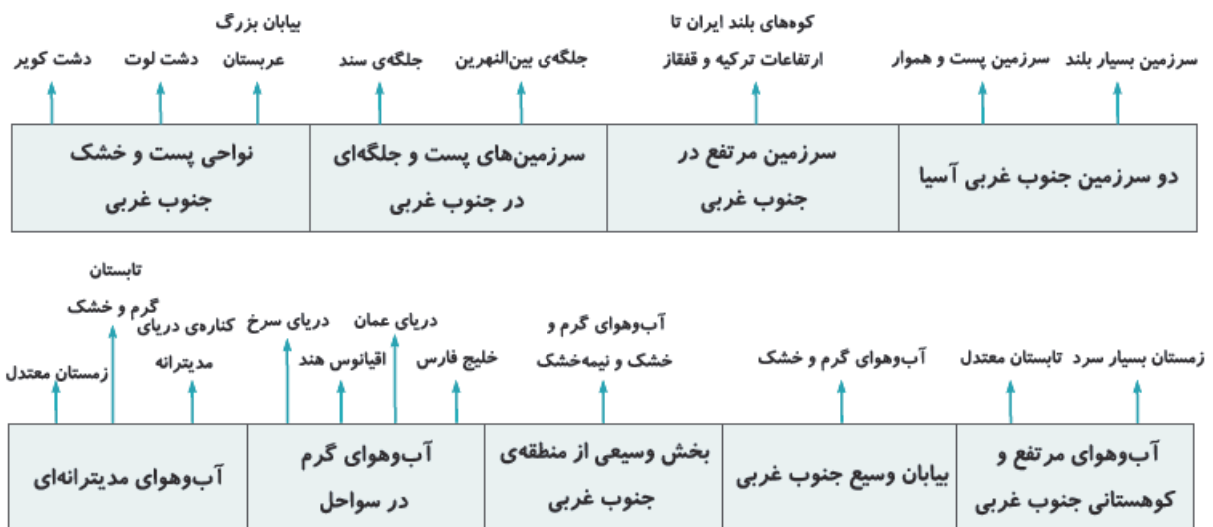 کوه‌های بلند ایران تا
بیابان بزرگ
سرزمین بسیار بلند
سرزمین پست و هموار
ارتفاعات ترکیه و قفقاز
جلگه‌ی بین‌النهرین
جلگه‌ی سند
عربستان
دشت لوت
دشت کویر
دو سرزمین جنوب غربی آسیا
سرزمین مرتفع در
جنوب غربی
سرزمین‌های پست و جلگه‌ای
در جنوب غربی
نواحی پست و خشک
جنوب غربی
زمستان بسیار سرد
تابستان معتدل
آب‌وهوای گرم و خشک
آب‌وهوای گرم و
خشک و نیمه‌خشک
خلیج فارس
دریای عمان
اقیانوس هند
دریای سرخ
کناره‌ی دریای
مدیترانه
تابستان
گرم و خشک
زمستان معتدل
آب‌وهوای مرتفع و
کوهستانی جنوب غربی
بیابان وسیع جنوب غربی
بخش وسیعی از منطقه‌ی
جنوب غربی
آب‌وهوای گرم
در سواحل
آب‌وهوای مدیترانه‌ای